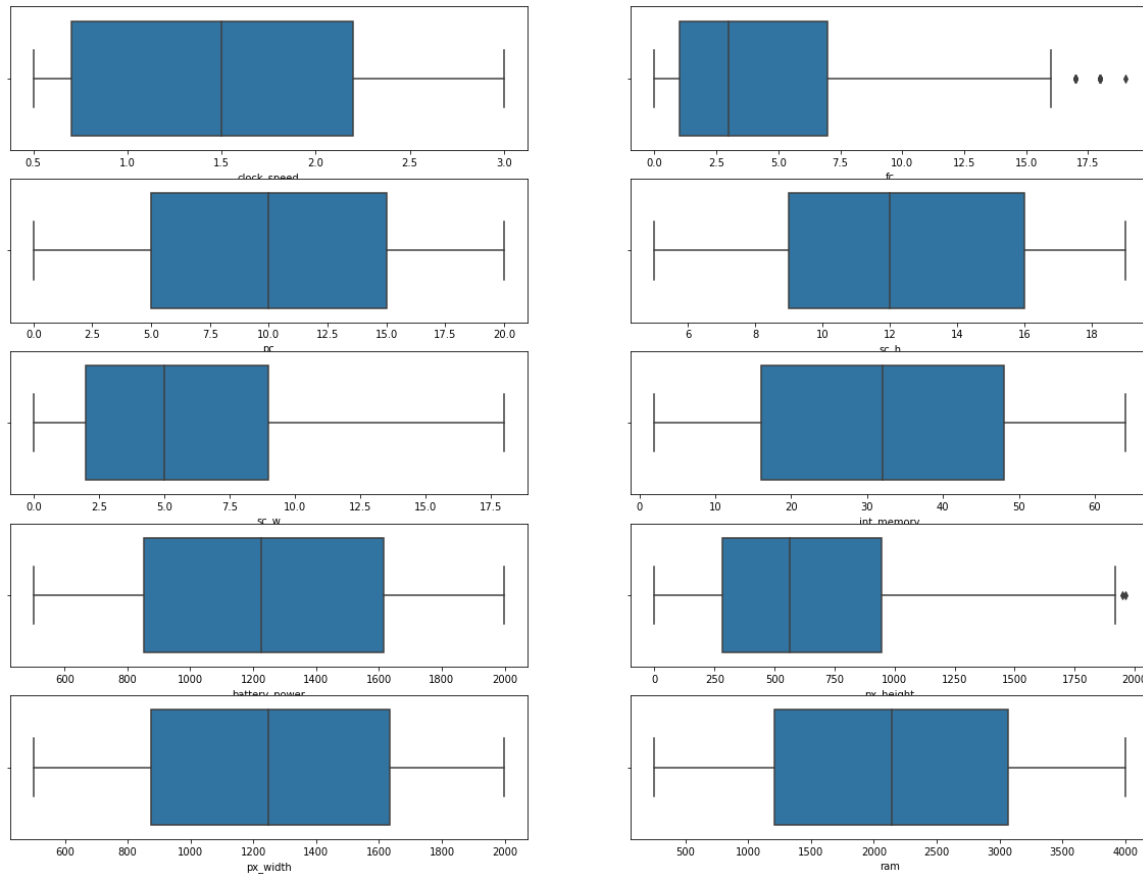 0.5 1.0 1.5 2.0 2.5 3.0
clock_speed
0.0 2.5 5.0 7.5 10.0 12.5 15.0 17.5
fc
0.0 2.5 5.0 7.5 10.0 12.5 15.0 17.5 20.0
pc
6 8 10 12 14 16 18
sc_h
0.0 2.5 5.0 7.5 10.0 12.5 15.0 17.5
sc_w
0 10 20 30 40 50 60
int_memory
600 800 1000 1200 1400 1600 1800 2000
battery_power
0 250 500 750 1000 1250 1500 1750 2000
px_height
600 800 1000 1200 1400 1600 1800 2000
px_width
500 1000 1500 2000 2500 3000 3500 4000
ram